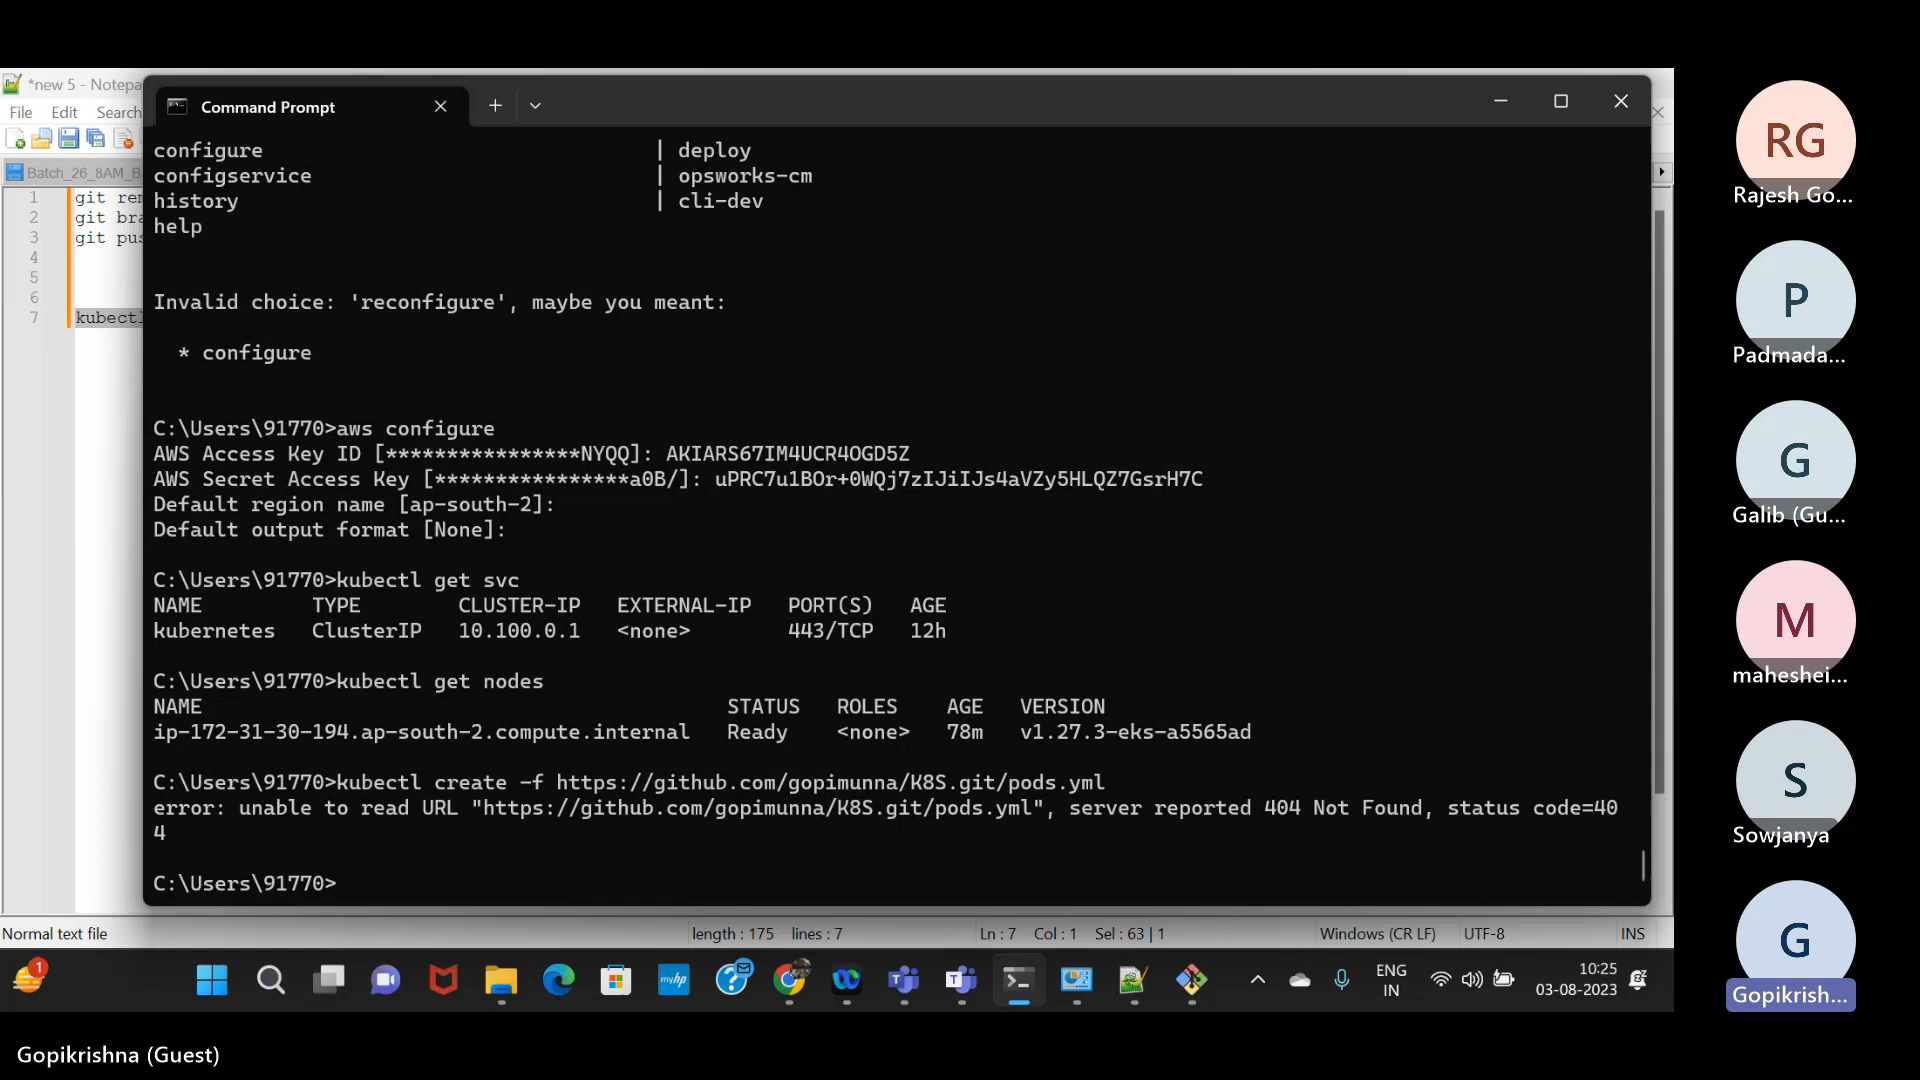 *new 5 - Notepa
File Edit Search
Batch_26_8AM_B
1 git rem
2 git bra
3 git pus
4
5
6
7 kubectl
Command Prompt
configure | deploy
configservice | opsworks-cm
history | cli-dev
help
Invalid choice: 'reconfigure', maybe you meant:
* configure
C:\Users\91770>aws configure
AWS Access Key ID [****************NYQQ]: AKIARS67IM4UCR4OGD5Z
AWS Secret Access Key [****************a0B/]: 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
Default region name [ap-south-2]:
Default output format [None]:
C:\Users\91770>kubectl get svc
NAME TYPE CLUSTER-IP EXTERNAL-IP PORT(S) AGE
kubernetes ClusterIP 10.100.0.1 <none> 443/TCP 12h
C:\Users\91770>kubectl get nodes
NAME STATUS ROLES AGE VERSION
ip-172-31-30-194.ap-south-2.compute.internal Ready <none> 78m v1.27.3-eks-a5565ad
C:\Users\91770>kubectl create -f https://github.com/gopimunna/K8S.git/pods.yml
error: unable to read URL "https://github.com/gopimunna/K8S.git/pods.yml", server reported 404 Not Found, status code=40
4
C:\Users\91770>
Normal text file length : 175 lines : 7 Ln : 7 Col : 1 Sel : 63 | 1 Windows (CR LF) UTF-8 INS
1
myhp
ENG
IN
10:25
03-08-2023
RG
Rajesh Go...
P
Padmada...
G
Galib (Gu...
M
maheshei...
S
Sowjanya
G
Gopikrish...
Gopikrishna (Guest)